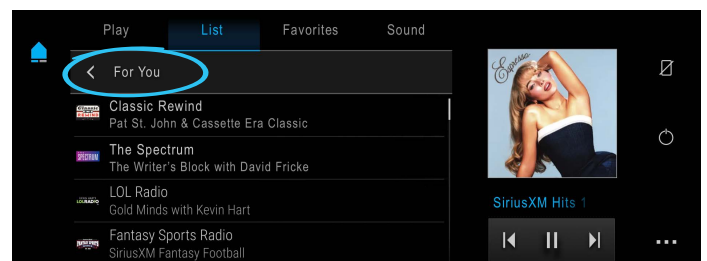 Play
List
Favorites
Sound
For You
Classic Rewind
Pat St. John & Cassette Era Classic
SPECTRUM
The Spectrum
The Writer's Block with David Fricke
LOL Radio
Gold Minds with Kevin Hart
Fantasy Sports Radio
SiriusXM Fantasy Football
Espresso
SiriusXM Hits 1